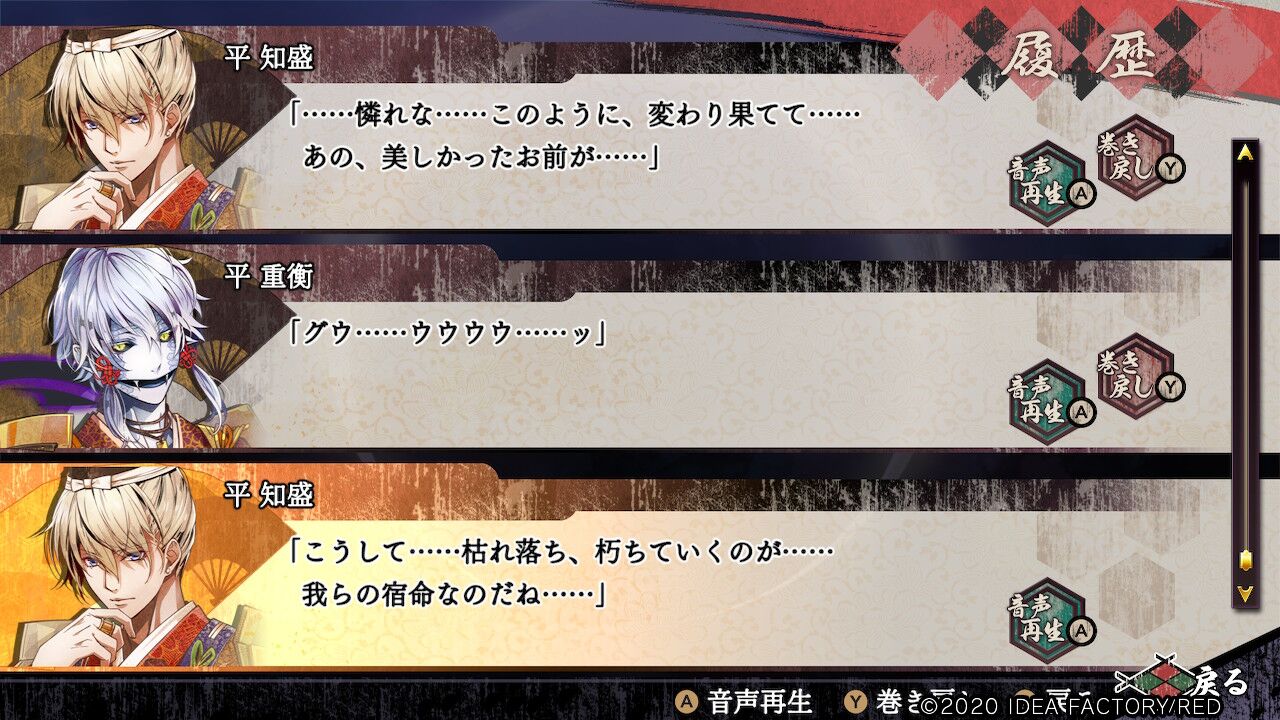 履歴
平 知盛
「……憐れな……このように、変わり果てて……
あの、美しかったお前が……」
音声再生 A
巻き戻し Y
平 重衡
「グウ……ウウウウ……ッ」
音声再生 A
巻き戻し Y
平 知盛
「こうして……枯れ落ち、朽ちていくのが……
我らの宿命なのだね……」
音声再生 A
戻る
A 音声再生 Y 巻き
©2020 IDEA FACTORY/RED